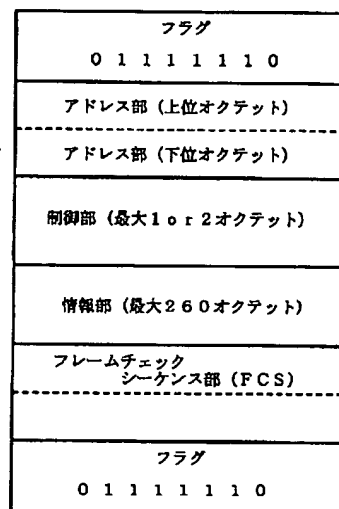 フラグ
０１１１１１１０
アドレス部（上位オクテット）
アドレス部（下位オクテット）
制御部（最大１ｏｒ２オクテット）
情報部（最大２６０オクテット）
フレームチェック
シーケンス部（ＦＣＳ）
フラグ
０１１１１１１０